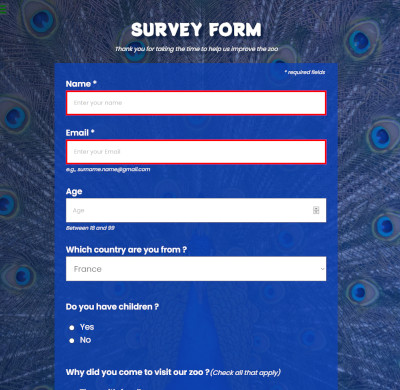 SURVEY FORM
Thank you for taking the time to help us improve the zoo
* required fields
Name *
Enter your name
Email *
Enter your Email
e.g., surname.name@gmail.com
Age
Age
Between 18 and 99
Which country are you from ?
France
Do you have children ?
Yes
No
Why did you come to visit our zoo ? (Check all that apply)